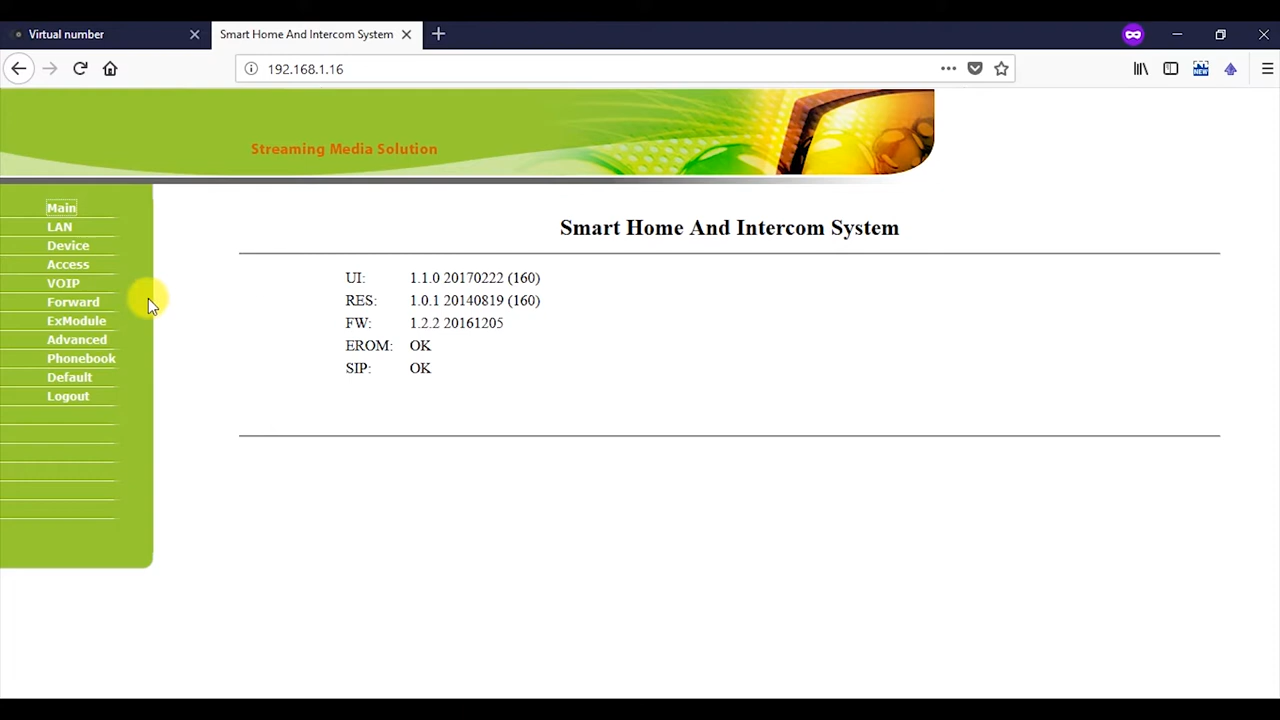 Virtual number
Smart Home And Intercom System
192.168.1.16
NEW
Streaming Media Solution
Main
LAN
Device
Access
VOIP
Forward
ExModule
Advanced
Phonebook
Default
Logout
Smart Home And Intercom System
UI: 1.1.0 20170222 (160)
RES: 1.0.1 20140819 (160)
FW: 1.2.2 20161205
EROM: OK
SIP: OK